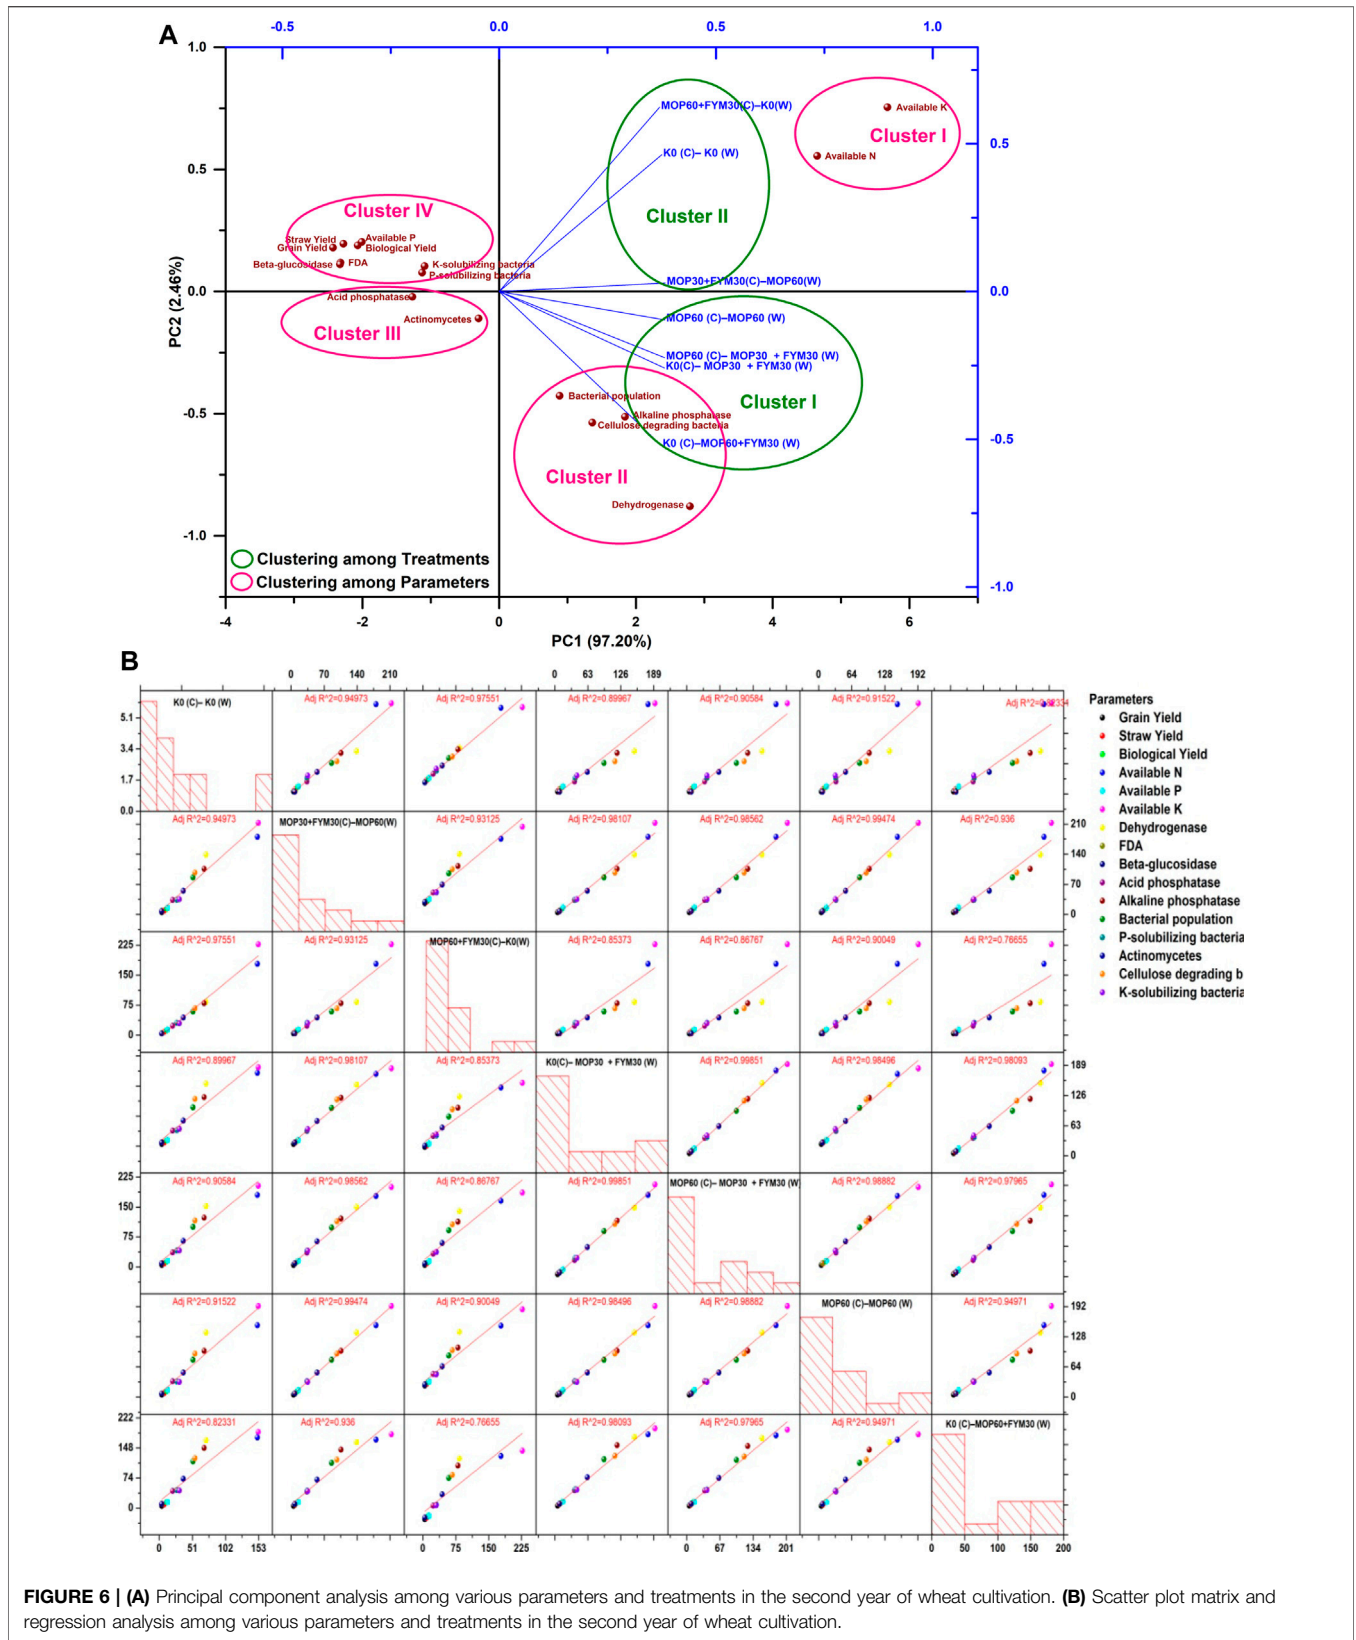 A
-0.5 0.0 0.5 1.0
1.0
0.5
0.0
-0.5
-1.0
PC2 (2.46%)
0.5
0.0
-0.5
-1.0
MOP60+FYM30(C)–K0(W)
K0 (C)– K0 (W)
Cluster II
Available K
Cluster I
Available N
Cluster IV
Straw Yield
Available P
Grain Yield
Biological Yield
Beta-glucosidase
FDA
K-solubilizing bacteria
P-solubilizing bacteria
MOP30+FYM30(C)–MOP60(W)
Acid phosphatase
Actinomycetes
Cluster III
MOP60 (C)–MOP60 (W)
MOP60 (C)– MOP30 + FYM30 (W)
K0(C)– MOP30 + FYM30 (W)
Cluster I
Bacterial population
Alkaline phosphatase
Cellulose degrading bacteria
K0 (C)–MOP60+FYM30 (W)
Cluster II
Dehydrogenase
Clustering among Treatments
Clustering among Parameters
-4 -2 0 2 4 6
PC1 (97.20%)
B
0 70 140 210 0 63 126 189 0 64 128 192
K0 (C)– K0 (W) Adj R^2=0.94973 Adj R^2=0.97551 Adj R^2=0.89967 Adj R^2=0.90584 Adj R^2=0.91522
5.1
3.4
1.7
0.0
Adj R^2=0.94973 MOP30+FYM30(C)–MOP60(W) Adj R^2=0.93125 Adj R^2=0.98107 Adj R^2=0.98562 Adj R^2=0.99474 Adj R^2=0.936
210
140
70
0
Adj R^2=0.97551 Adj R^2=0.93125 MOP60+FYM30(C)–K0(W) Adj R^2=0.85373 Adj R^2=0.86767 Adj R^2=0.90049 Adj R^2=0.76655
225
150
75
0
Adj R^2=0.89967 Adj R^2=0.98107 Adj R^2=0.85373 K0(C)– MOP30 + FYM30 (W) Adj R^2=0.99851 Adj R^2=0.98496 Adj R^2=0.98093
189
126
63
0
Adj R^2=0.90584 Adj R^2=0.98562 Adj R^2=0.86767 Adj R^2=0.99851 MOP60 (C)– MOP30 + FYM30 (W) Adj R^2=0.98882 Adj R^2=0.97965
225
150
75
0
Adj R^2=0.91522 Adj R^2=0.99474 Adj R^2=0.90049 Adj R^2=0.98496 Adj R^2=0.98882 MOP60 (C)–MOP60 (W) Adj R^2=0.94971
192
128
64
0
Adj R^2=0.82331 Adj R^2=0.936 Adj R^2=0.76655 Adj R^2=0.98093 Adj R^2=0.97965 Adj R^2=0.94971 K0 (C)–MOP60+FYM30 (W)
222
148
74
0
0 51 102 153 0 75 150 225 0 67 134 201 0 50 100 150 200
Parameters
Grain Yield
Straw Yield
Biological Yield
Available N
Available P
Available K
Dehydrogenase
FDA
Beta-glucosidase
Acid phosphatase
Alkaline phosphatase
Bacterial population
P-solubilizing bacteria
Actinomycetes
Cellulose degrading b
K-solubilizing bacteria
FIGURE 6 | (A) Principal component analysis among various parameters and treatments in the second year of wheat cultivation. (B) Scatter plot matrix and
regression analysis among various parameters and treatments in the second year of wheat cultivation.